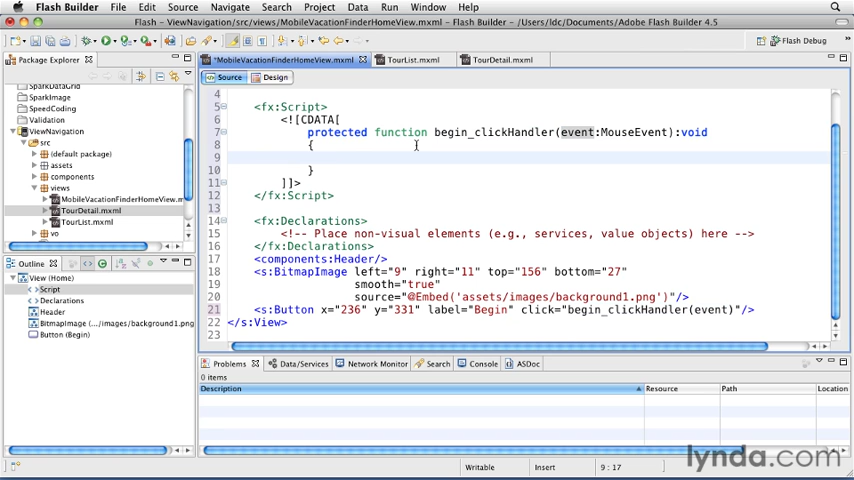 Flash Builder File Edit Source Navigate Search Project Data Run Window Help
Flash - ViewNavigation/src/views/MobileVacationFinderHomeView.mxml - Flash Builder - /Users/ldc/Documents/Adobe Flash Builder 4.5
Flash Debug
Package Explorer
SparkDataGrid
SparkImage
Validation
ViewNavigation
src
(default package)
assets
components
views
MobileVacationFinderHomeView.m
TourDetail.mxml
TourList.mxml
vo
Outline
View (Home)
Script
Declarations
Header
BitmapImage (.../images/background1.png)
Button (Begin)
*MobileVacationFinderHomeView.mxml TourList.mxml TourDetail.mxml
Source Design
4
5 <fx:Script>
6 <![CDATA[
7 protected function begin_clickHandler(event:MouseEvent):void
8 {
9
10 }
11 ]]>
12 </fx:Script>
13
14 <fx:Declarations>
15 <!-- Place non-visual elements (e.g., services, value objects) here -->
16 </fx:Declarations>
17 <components:Header/>
18 <s:BitmapImage left="9" right="11" top="156" bottom="27"
19 smooth="true"
20 source="@Embed('assets/images/background1.png')"/>
21 <s:Button x="236" y="331" label="Begin" click="begin_clickHandler(event)"/>
22 </s:View>
23
Problems Data/Services Network Monitor Search Console ASDoc
0 items
Description Resource Path Location
Writable Insert 9 : 17
lynda.com